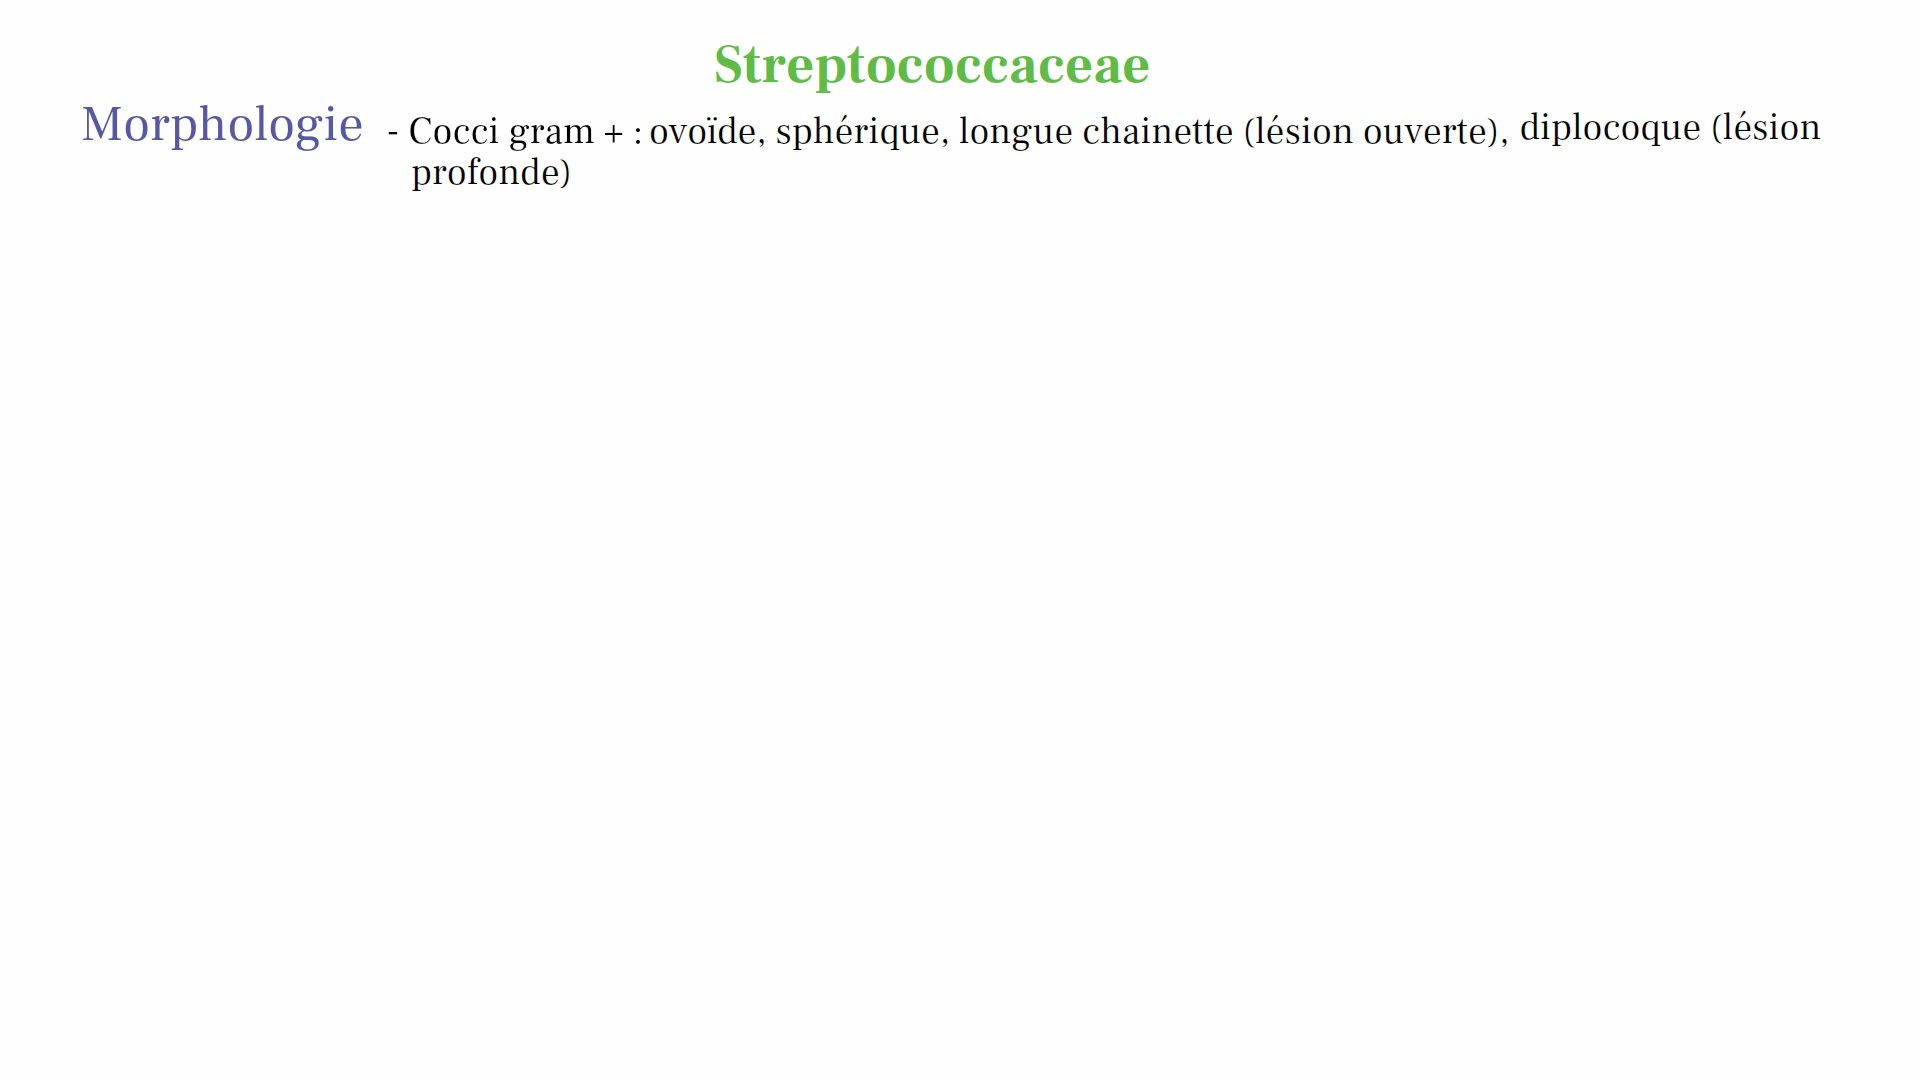 Streptococcaceae
Morphologie - Cocci gram + : ovoïde, sphérique, longue chainette (lésion ouverte), diplocoque (lésion
profonde)